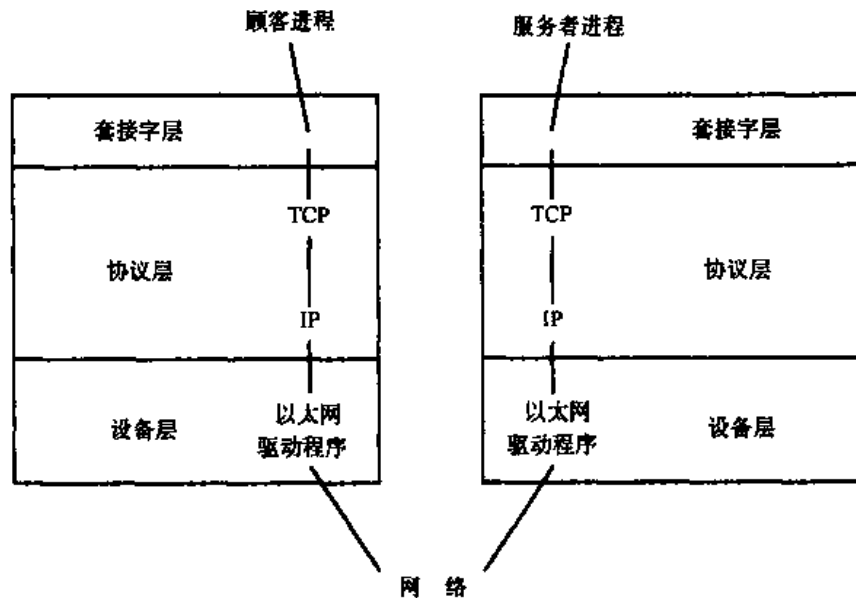 顾客进程
服务者进程
套接字层
套接字层
TCP
TCP
协议层
协议层
IP
IP
设备层
以太网
驱动程序
以太网
驱动程序
设备层
网 络